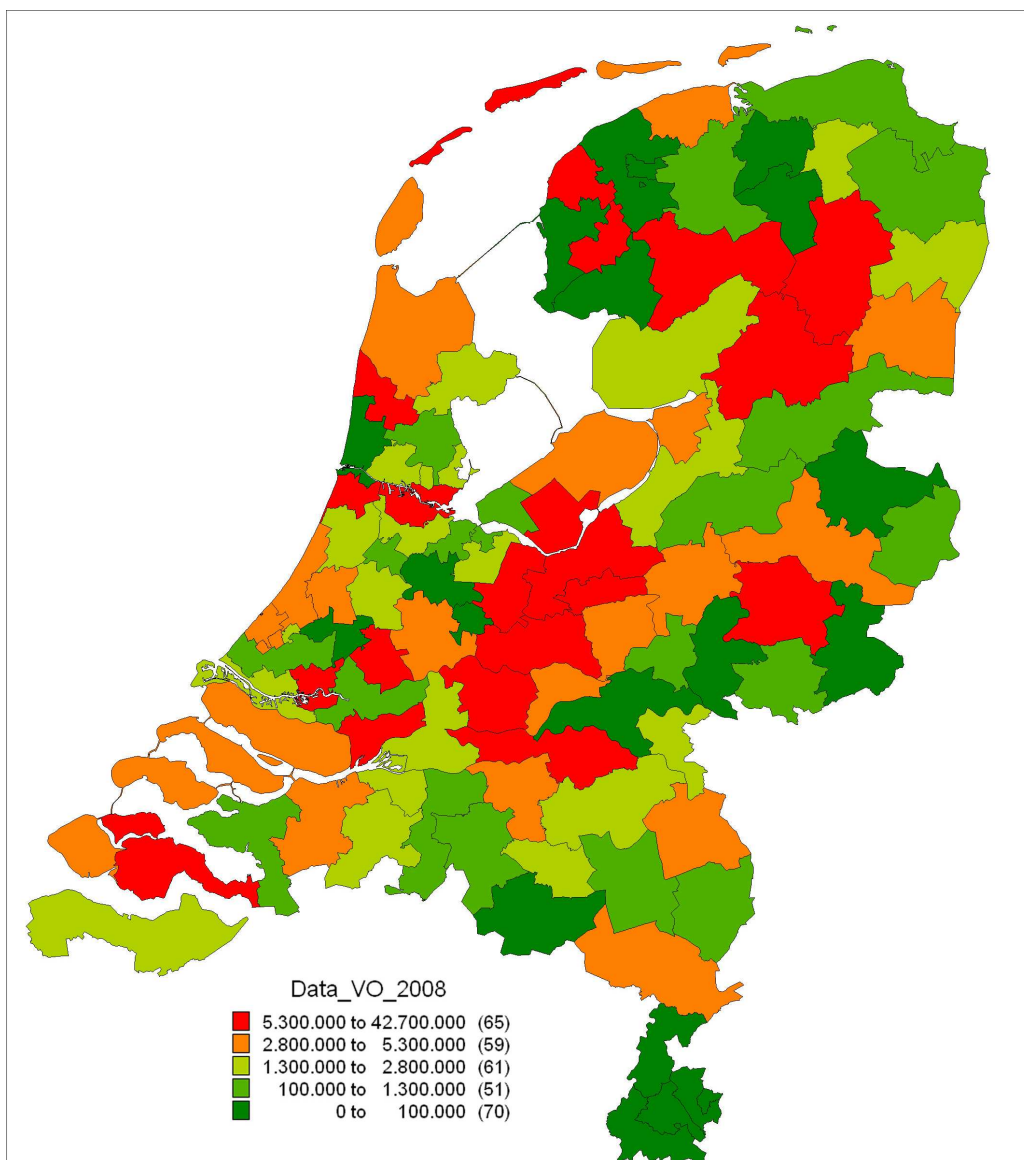 Data_VO_2008
5.300.000 to 42.700.000 (65)
2.800.000 to 5.300.000 (59)
1.300.000 to 2.800.000 (61)
100.000 to 1.300.000 (51)
0 to 100.000 (70)